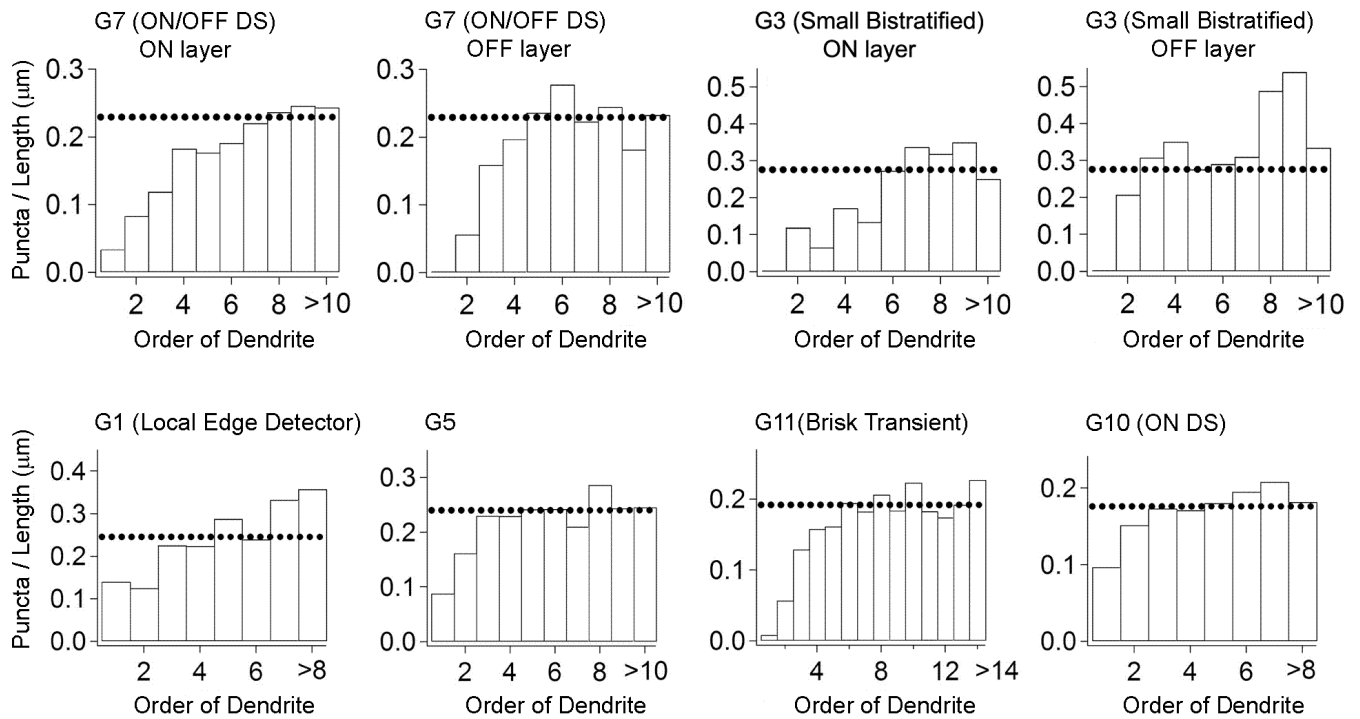 G7 (ON/OFF DS)
ON layer
G7 (ON/OFF DS)
OFF layer
G3 (Small Bistratified)
ON layer
G3 (Small Bistratified)
OFF layer
Puncta / Length (μm)
0.3
0.2
0.1
0.0
2 4 6 8 >10
Order of Dendrite
0.3
0.2
0.1
0.0
2 4 6 8 >10
Order of Dendrite
0.5
0.4
0.3
0.2
0.1
0.0
2 4 6 8 >10
Order of Dendrite
0.5
0.4
0.3
0.2
0.1
0.0
2 4 6 8 >10
Order of Dendrite
G1 (Local Edge Detector)
G5
G11(Brisk Transient)
G10 (ON DS)
Puncta / Length (μm)
0.4
0.3
0.2
0.1
0.0
2 4 6 >8
Order of Dendrite
0.3
0.2
0.1
0.0
2 4 6 8 >10
Order of Dendrite
0.2
0.1
0.0
4 8 12 >14
Order of Dendrite
0.2
0.1
0.0
2 4 6 >8
Order of Dendrite